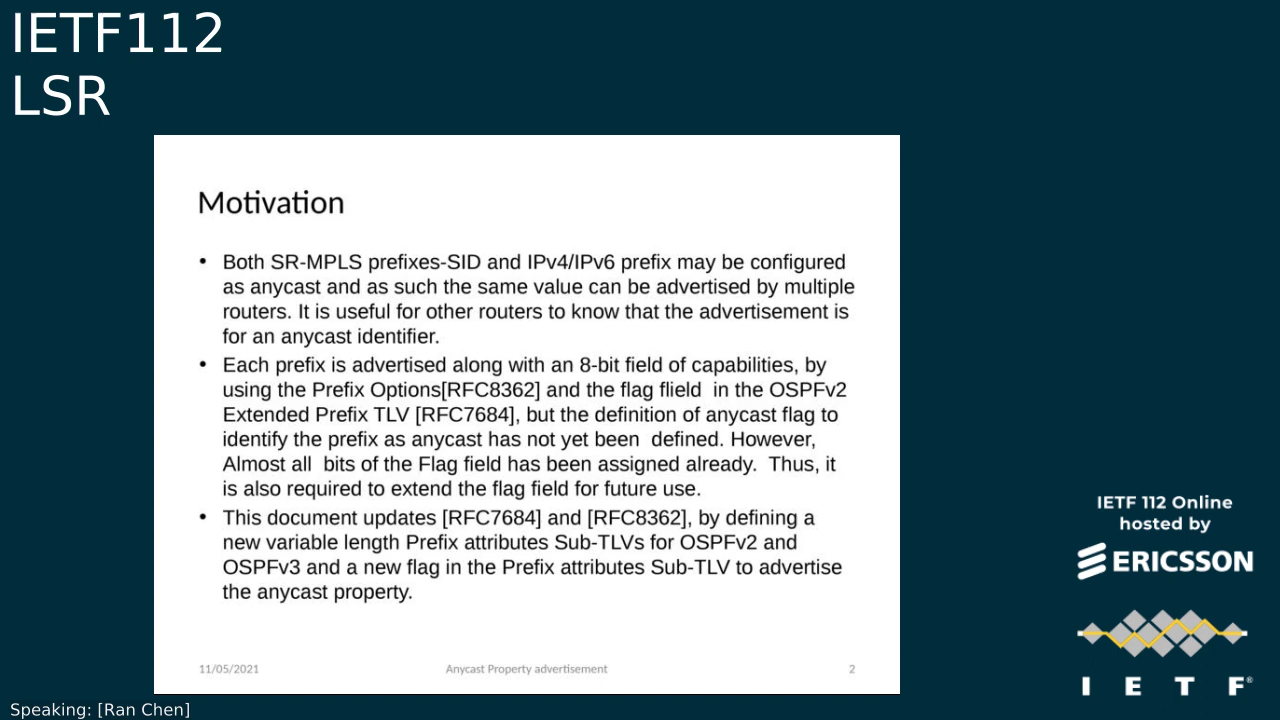 IETF112
LSR
Motivation
• Both SR-MPLS prefixes-SID and IPv4/IPv6 prefix may be configured
as anycast and as such the same value can be advertised by multiple
routers. It is useful for other routers to know that the advertisement is
for an anycast identifier.
• Each prefix is advertised along with an 8-bit field of capabilities, by
using the Prefix Options[RFC8362] and the flag flield in the OSPFv2
Extended Prefix TLV [RFC7684], but the definition of anycast flag to
identify the prefix as anycast has not yet been defined. However,
Almost all bits of the Flag field has been assigned already. Thus, it
is also required to extend the flag field for future use.
• This document updates [RFC7684] and [RFC8362], by defining a
new variable length Prefix attributes Sub-TLVs for OSPFv2 and
OSPFv3 and a new flag in the Prefix attributes Sub-TLV to advertise
the anycast property.
11/05/2021 Anycast Property advertisement 2
IETF 112 Online
hosted by
ERICSSON
I E T F®
Speaking: [Ran Chen]